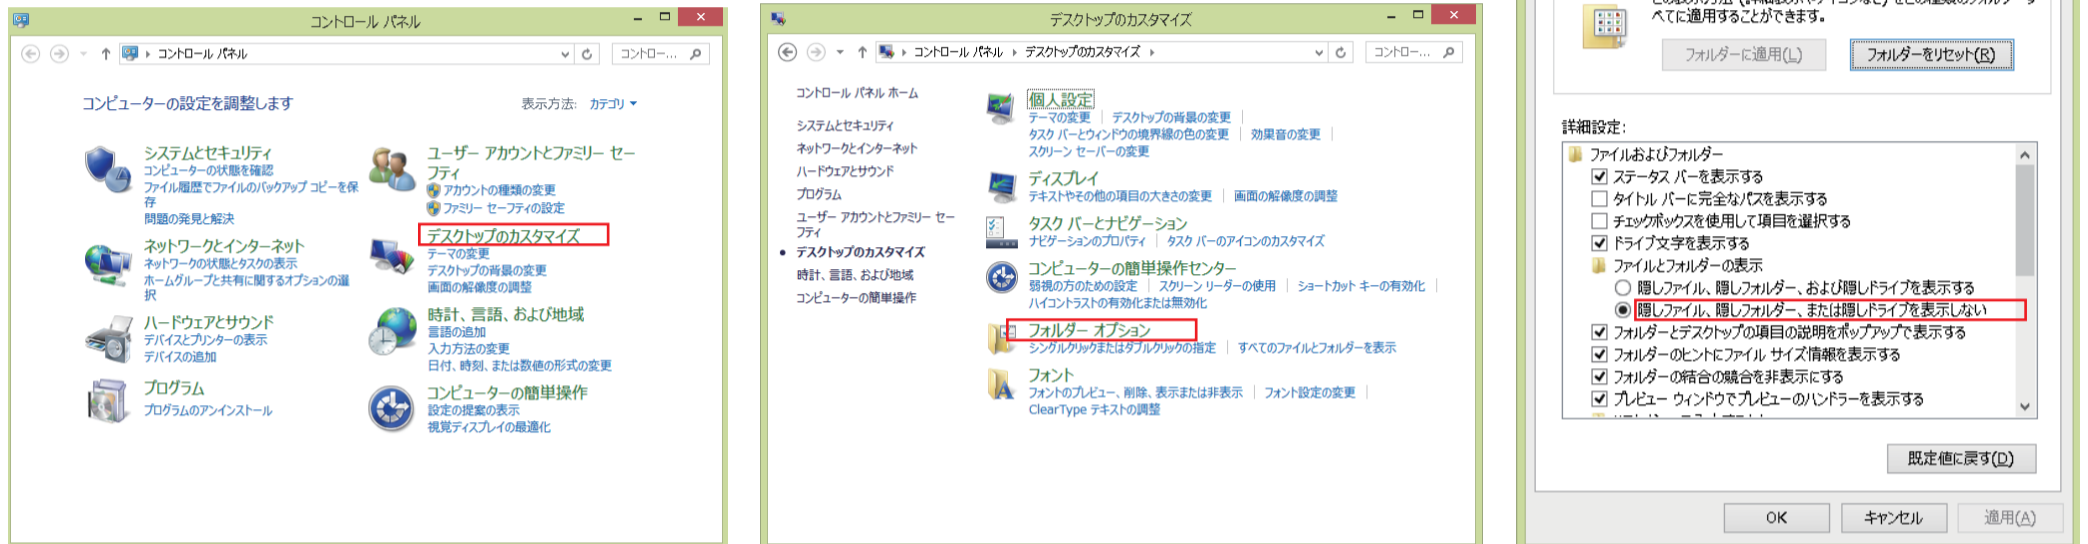 コントロール パネル
コントロール パネル
コントロー...
コンピューターの設定を調整します
表示方法: カテゴリ
システムとセキュリティ
コンピューターの状態を確認
ファイル履歴でファイルのバックアップ コピーを保
存
問題の発見と解決
ネットワークとインターネット
ネットワークの状態とタスクの表示
ホームグループと共有に関するオプションの選
択
ハードウェアとサウンド
デバイスとプリンターの表示
デバイスの追加
プログラム
プログラムのアンインストール
ユーザー アカウントとファミリー セー
フティ
アカウントの種類の変更
ファミリー セーフティの設定
デスクトップのカスタマイズ
テーマの変更
デスクトップの背景の変更
画面の解像度の調整
時計、言語、および地域
言語の追加
入力方法の変更
日付、時刻、または数値の形式の変更
コンピューターの簡単操作
設定の提案の表示
視覚ディスプレイの最適化
デスクトップのカスタマイズ
コントロール パネル デスクトップのカスタマイズ
コントロー...
コントロール パネル ホーム
システムとセキュリティ
ネットワークとインターネット
ハードウェアとサウンド
プログラム
ユーザー アカウントとファミリー セー
フティ
デスクトップのカスタマイズ
時計、言語、および地域
コンピューターの簡単操作
個人設定
テーマの変更 デスクトップの背景の変更
タスク バーとウィンドウの境界線の色の変更 効果音の変更
スクリーン セーバーの変更
ディスプレイ
テキストやその他の項目の大きさの変更 画面の解像度の調整
タスク バーとナビゲーション
ナビゲーションのプロパティ タスク バーのアイコンのカスタマイズ
コンピューターの簡単操作センター
弱視の方のための設定 スクリーン リーダーの使用 ショートカット キーの有効化
ハイコントラストの有効化または無効化
フォルダー オプション
シングルクリックまたはダブルクリックの指定 すべてのファイルとフォルダーを表示
フォント
フォントのプレビュー、削除、表示または非表示 フォント設定の変更
ClearType テキストの調整
べてに適用することができます。
フォルダーに適用(L) フォルダーをリセット(R)
詳細設定:
ファイルおよびフォルダー
ステータス バーを表示する
タイトル バーに完全なパスを表示する
チェックボックスを使用して項目を選択する
ドライブ文字を表示する
ファイルとフォルダーの表示
隠しファイル、隠しフォルダー、および隠しドライブを表示する
隠しファイル、隠しフォルダー、または隠しドライブを表示しない
フォルダーとデスクトップの項目の説明をポップアップで表示する
フォルダーのヒントにファイル サイズ情報を表示する
フォルダーの結合の競合を非表示にする
プレビュー ウィンドウでプレビューのハンドラーを表示する
既定値に戻す(D)
OK キャンセル 適用(A)